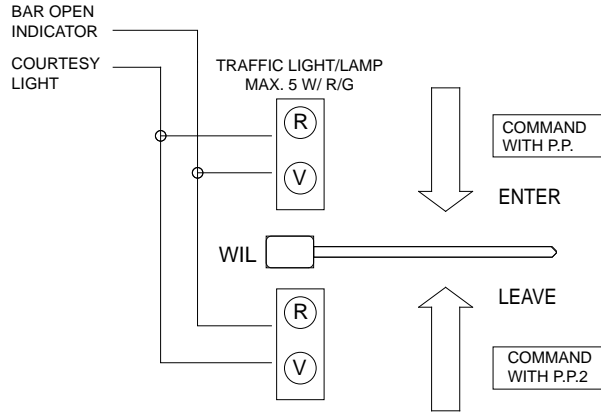 BAR OPEN
INDICATOR
COURTESY
LIGHT
TRAFFIC LIGHT/LAMP
MAX. 5 W/ R/G
R
V
COMMAND
WITH P.P.
ENTER
WIL
LEAVE
R
V
COMMAND
WITH P.P.2